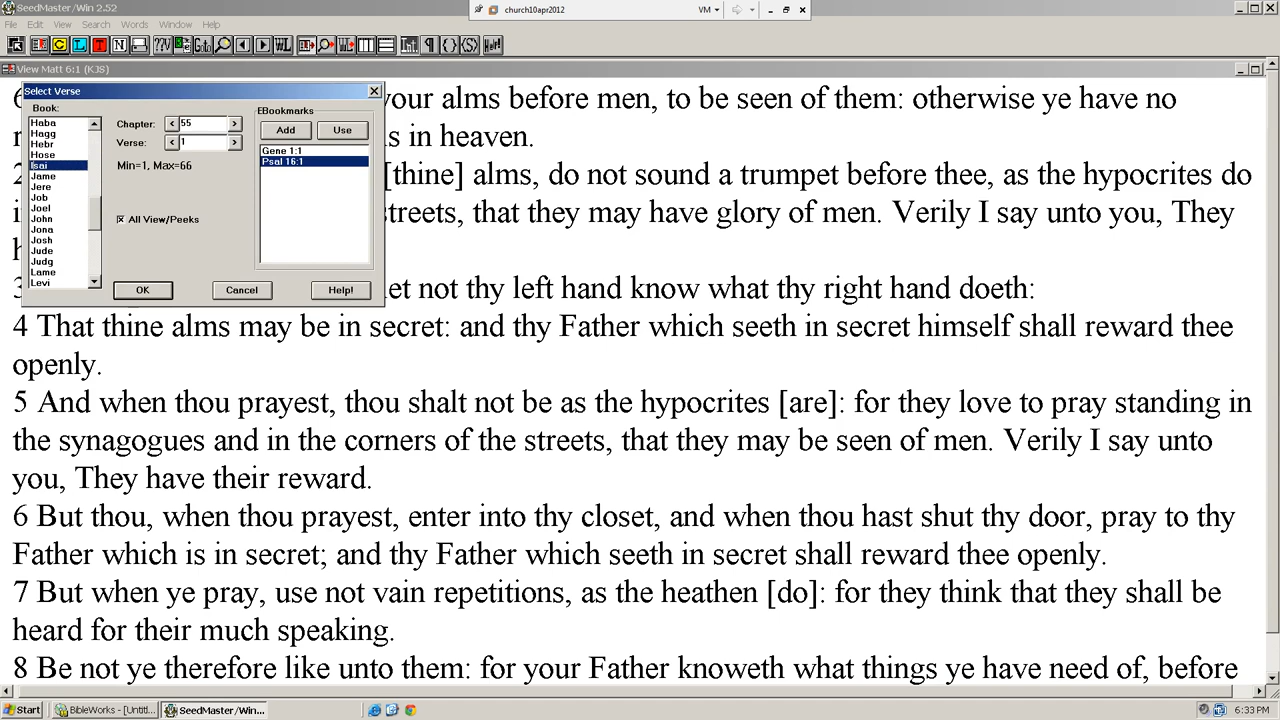 SeedMaster/Win 2.52
church10apr2012
VM
File Edit View Search Words Window Help
View Matt 6:1 (KJS)
your alms before men, to be seen of them: otherwise ye have no
is in heaven.
[thine] alms, do not sound a trumpet before thee, as the hypocrites do
streets, that they may have glory of men. Verily I say unto you, They
let not thy left hand know what thy right hand doeth:
4 That thine alms may be in secret: and thy Father which seeth in secret himself shall reward thee
openly.
5 And when thou prayest, thou shalt not be as the hypocrites [are]: for they love to pray standing in
the synagogues and in the corners of the streets, that they may be seen of men. Verily I say unto
you, They have their reward.
6 But thou, when thou prayest, enter into thy closet, and when thou hast shut thy door, pray to thy
Father which is in secret; and thy Father which seeth in secret shall reward thee openly.
7 But when ye pray, use not vain repetitions, as the heathen [do]: for they think that they shall be
heard for their much speaking.
8 Be not ye therefore like unto them: for your Father knoweth what things ye have need of, before
Select Verse
Book:
Haba
Hagg
Hebr
Hose
Isai
Jame
Jere
Job
Joel
John
Jona
Josh
Jude
Judg
Lame
Levi
Chapter: 55
Verse: 1
Min=1, Max=66
All View/Peeks
EBookmarks
Add Use
Gene 1:1
Psal 16:1
OK Cancel Help!
Start BibleWorks - [Untitl... SeedMaster/Win... 6:33 PM